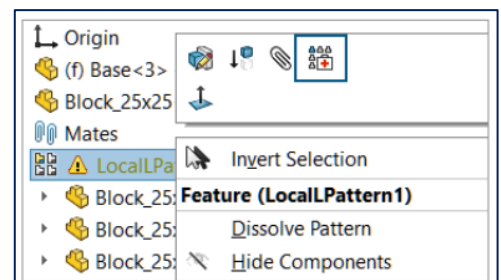 Origin
(f) Base<3>
Block_25x25
Mates
LocalLPa
Invert Selection
Block_25:
Feature (LocalLPattern1)
Block_25:
Dissolve Pattern
Block_25:
Hide Components